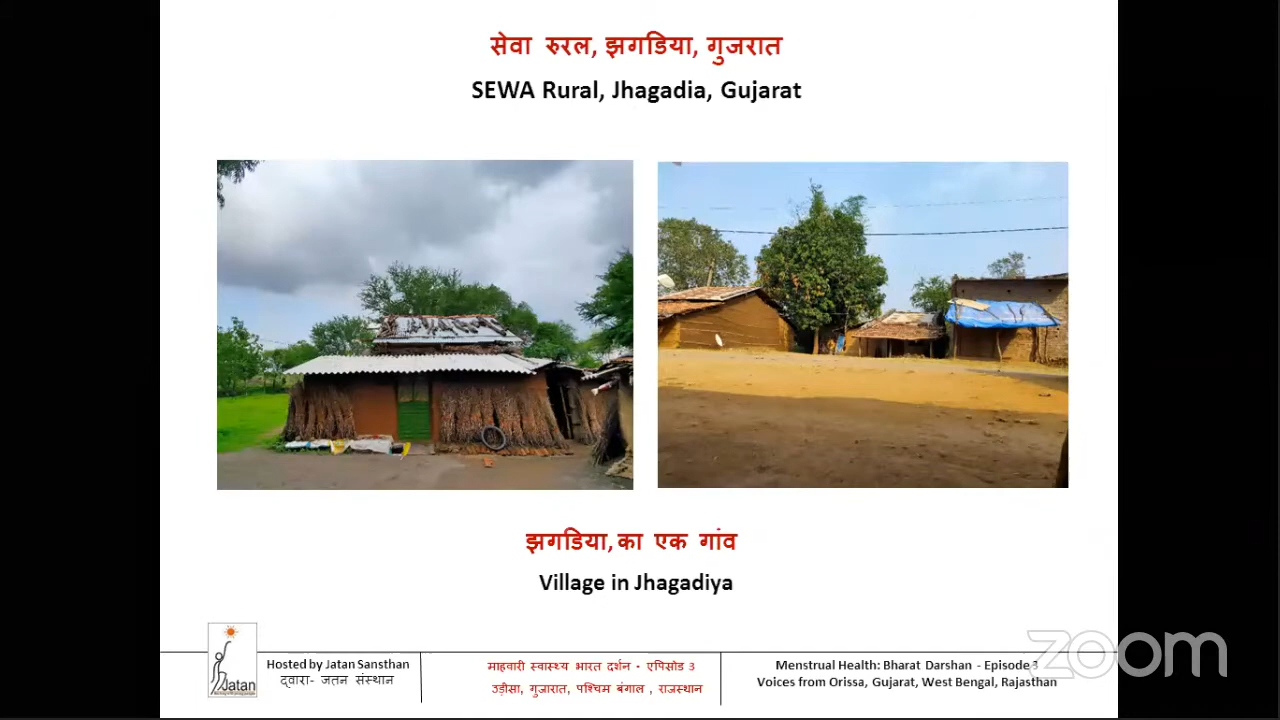 सेवा रुरल, झगडिया, गुजरात
SEWA Rural, Jhagadia, Gujarat
झगडिया, का एक गांव
Village in Jhagadiya
Jatan
Hosted by Jatan Sansthan
द्वारा- जतन संस्थान
माहवारी स्वास्थ्य भारत दर्शन - एपिसोड 3
उड़ीसा, गुजारात, पश्चिम बंगाल , राजस्थान
Menstrual Health: Bharat Darshan - Episode 3
Voices from Orissa, Gujarat, West Bengal, Rajasthan
zoom